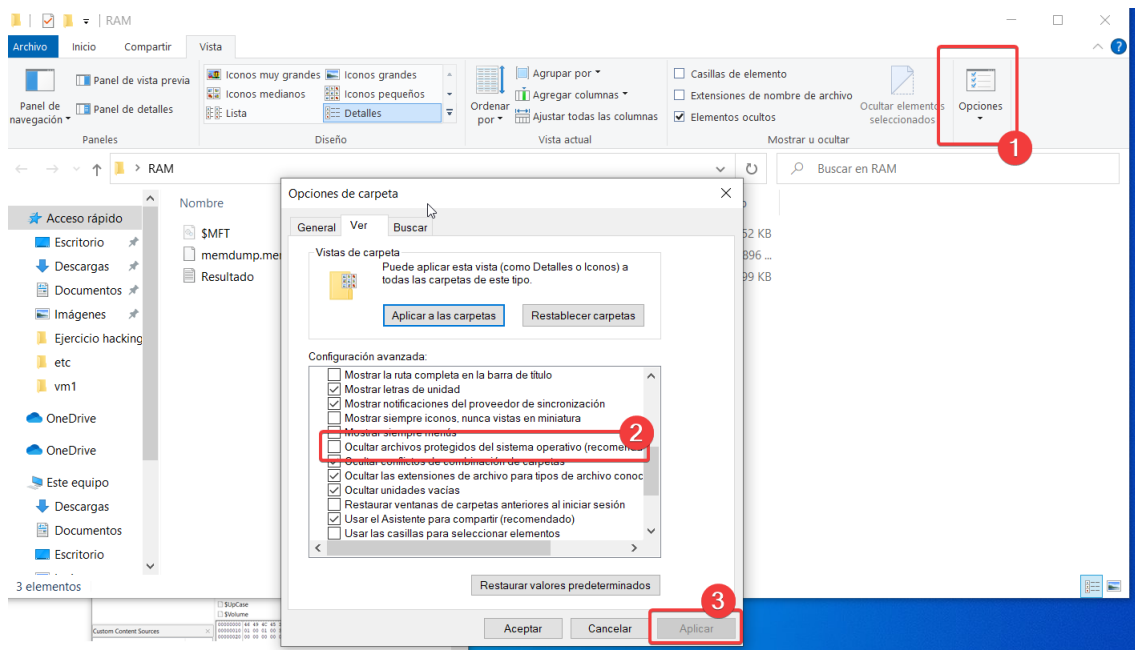 RAM
Archivo Inicio Compartir Vista
Panel de navegación
Panel de vista previa
Panel de detalles
Paneles
Iconos muy grandes Iconos grandes
Iconos medianos Iconos pequeños
Lista Detalles
Diseño
Ordenar por
Agrupar por
Agregar columnas
Ajustar todas las columnas
Vista actual
Casillas de elemento
Extensiones de nombre de archivo
Elementos ocultos
Ocultar elementos seleccionados
Mostrar u ocultar
Opciones
1
RAM
Buscar en RAM
Nombre
Acceso rápido
Escritorio
Descargas
Documentos
Imágenes
Ejercicio hacking
etc
vm1
OneDrive
OneDrive
Este equipo
Descargas
Documentos
Escritorio
3 elementos
$MFT
memdump.me
Resultado
52 KB
896 ...
99 KB
Opciones de carpeta
General Ver Buscar
Vistas de carpeta
Puede aplicar esta vista (como Detalles o Iconos) a
todas las carpetas de este tipo.
Aplicar a las carpetas Restablecer carpetas
Configuración avanzada:
Mostrar la ruta completa en la barra de título
Mostrar letras de unidad
Mostrar notificaciones del proveedor de sincronización
Mostrar siempre iconos, nunca vistas en miniatura
Mostrar siempre menús
2
Ocultar archivos protegidos del sistema operativo (recomenda
Ocultar conflictos de combinación de carpetas
Ocultar las extensiones de archivo para tipos de archivo conoc
Ocultar unidades vacías
Restaurar ventanas de carpetas anteriores al iniciar sesión
Usar el Asistente para compartir (recomendado)
Usar las casillas para seleccionar elementos
Restaurar valores predeterminados
3
Aceptar Cancelar Aplicar
$UpCase
$Volume
Custom Content Sources